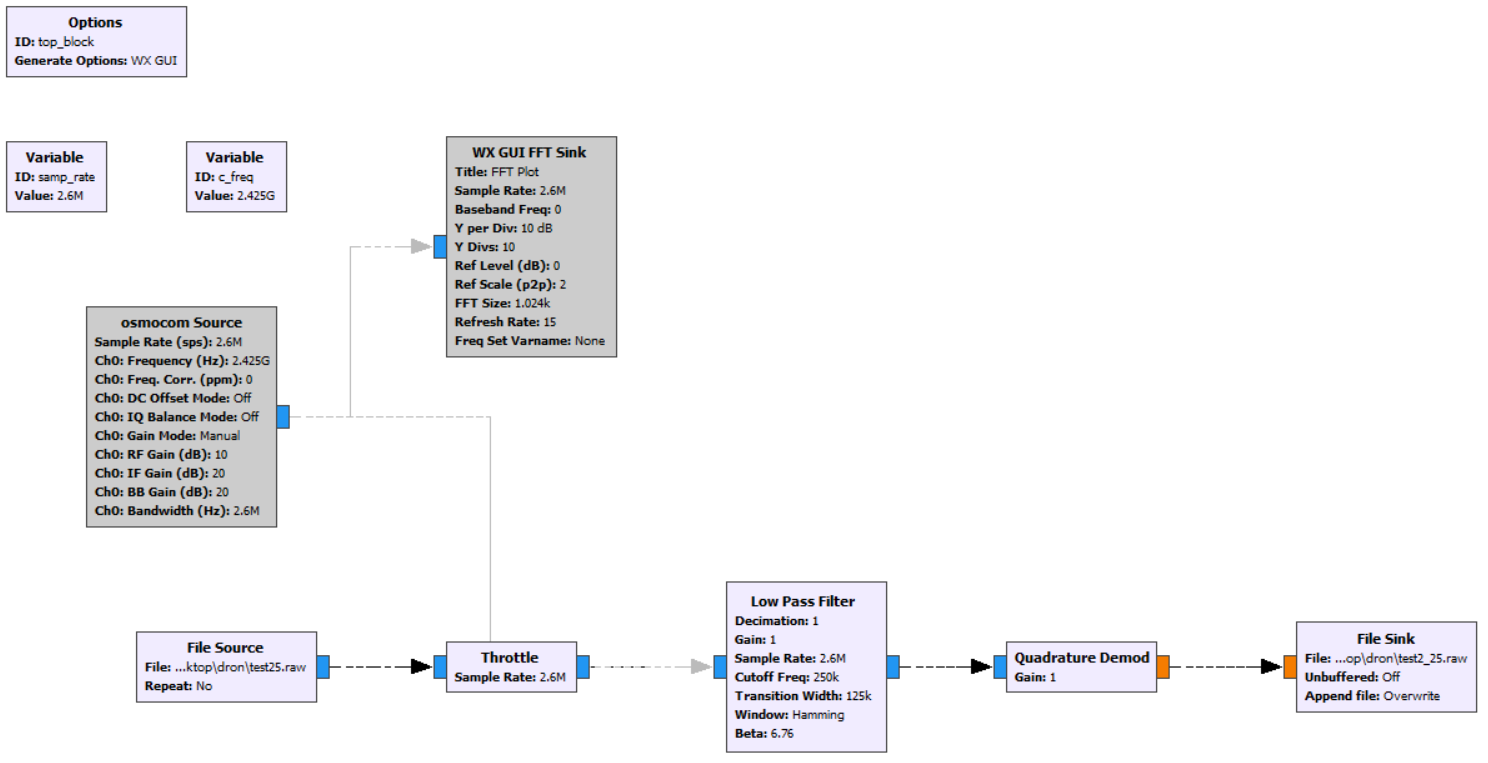 Options
ID: top_block
Generate Options: WX GUI
Variable
ID: samp_rate
Value: 2.6M
Variable
ID: c_freq
Value: 2.425G
WX GUI FFT Sink
Title: FFT Plot
Sample Rate: 2.6M
Baseband Freq: 0
Y per Div: 10 dB
Y Divs: 10
Ref Level (dB): 0
Ref Scale (p2p): 2
FFT Size: 1.024k
Refresh Rate: 15
Freq Set Varname: None
osmocom Source
Sample Rate (sps): 2.6M
Ch0: Frequency (Hz): 2.425G
Ch0: Freq. Corr. (ppm): 0
Ch0: DC Offset Mode: Off
Ch0: IQ Balance Mode: Off
Ch0: Gain Mode: Manual
Ch0: RF Gain (dB): 10
Ch0: IF Gain (dB): 20
Ch0: BB Gain (dB): 20
Ch0: Bandwidth (Hz): 2.6M
File Source
File: ...ktop\dron\test25.raw
Repeat: No
Throttle
Sample Rate: 2.6M
Low Pass Filter
Decimation: 1
Gain: 1
Sample Rate: 2.6M
Cutoff Freq: 250k
Transition Width: 125k
Window: Hamming
Beta: 6.76
Quadrature Demod
Gain: 1
File Sink
File: ...op\dron\test2_25.raw
Unbuffered: Off
Append file: Overwrite